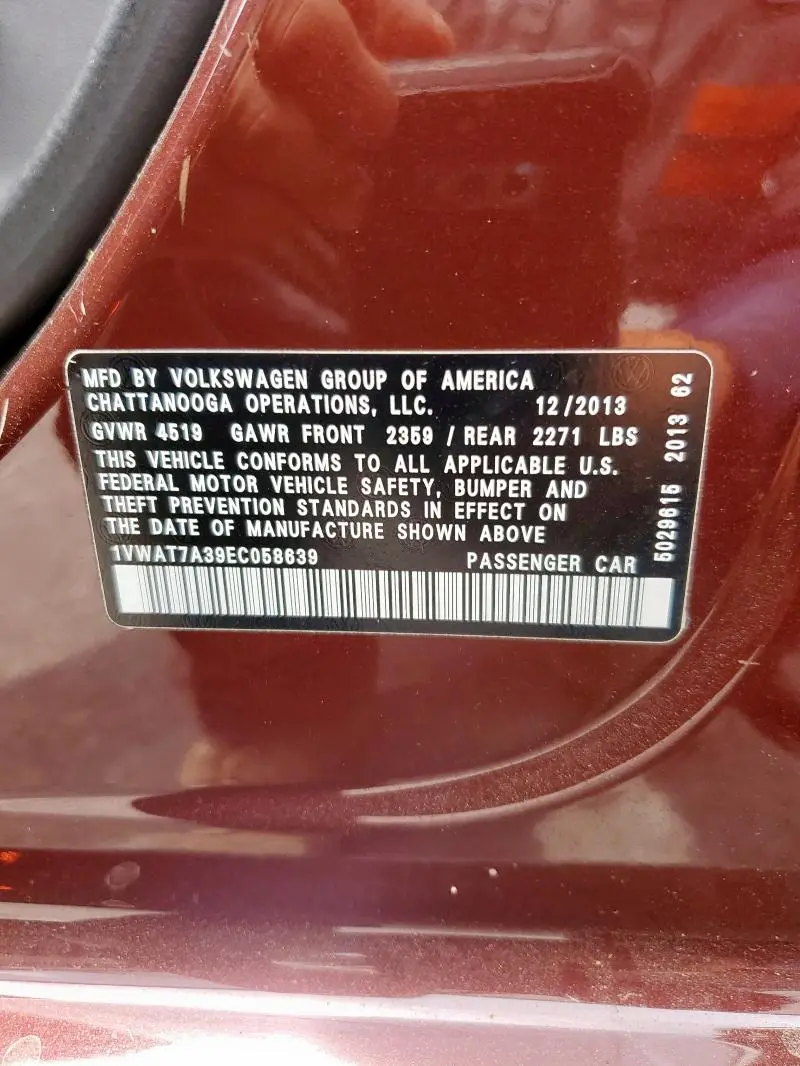 MFD BY VOLKSWAGEN GROUP OF AMERICA
CHATTANOOGA OPERATIONS, LLC. 12/2013
GVWR 4519 GAWR FRONT 2359 / REAR 2271 LBS
THIS VEHICLE CONFORMS TO ALL APPLICABLE U.S.
FEDERAL MOTOR VEHICLE SAFETY, BUMPER AND
THEFT PREVENTION STANDARDS IN EFFECT ON
THE DATE OF MANUFACTURE SHOWN ABOVE
1VWAT7A39EC058639 PASSENGER CAR
5029615 2013 62